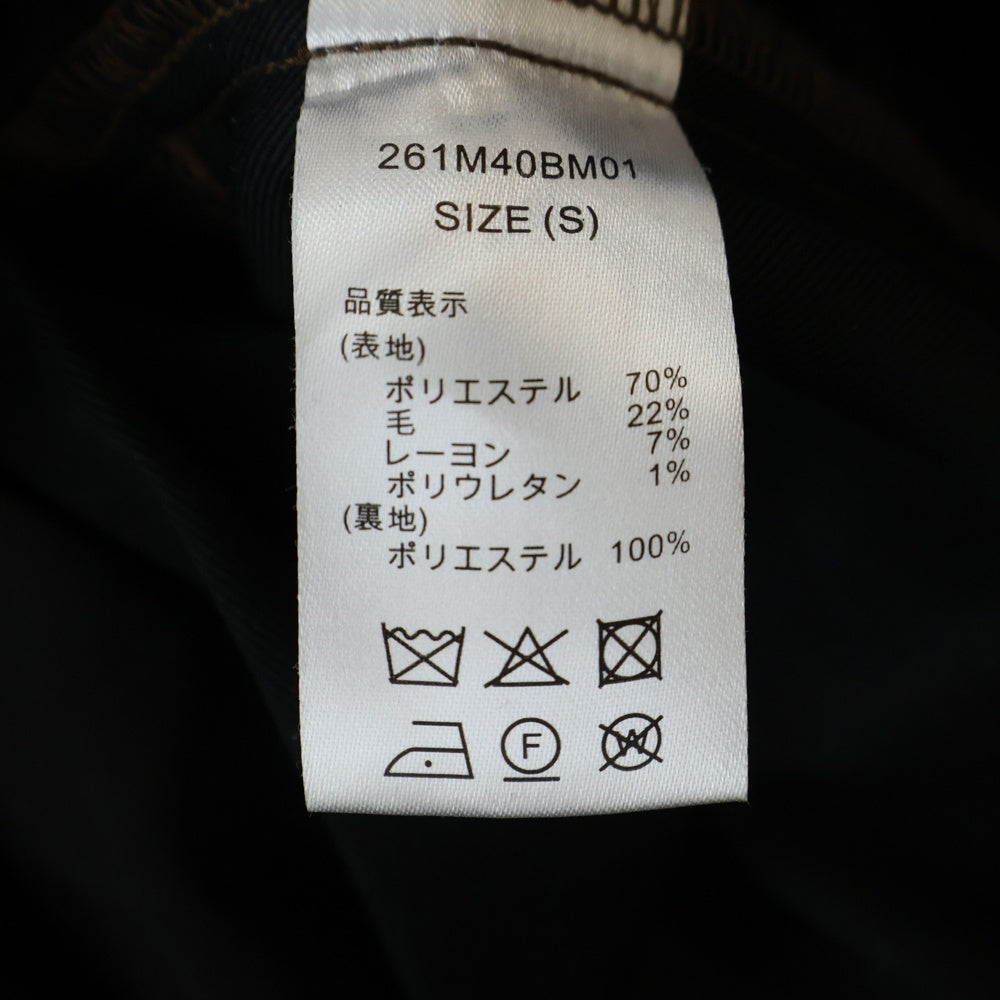 261M40BM01
SIZE (S)
品質表示
(表地)
ポリエステル 70%
毛 22%
レーヨン 7%
ポリウレタン 1%
(裏地)
ポリエステル 100%
F
W